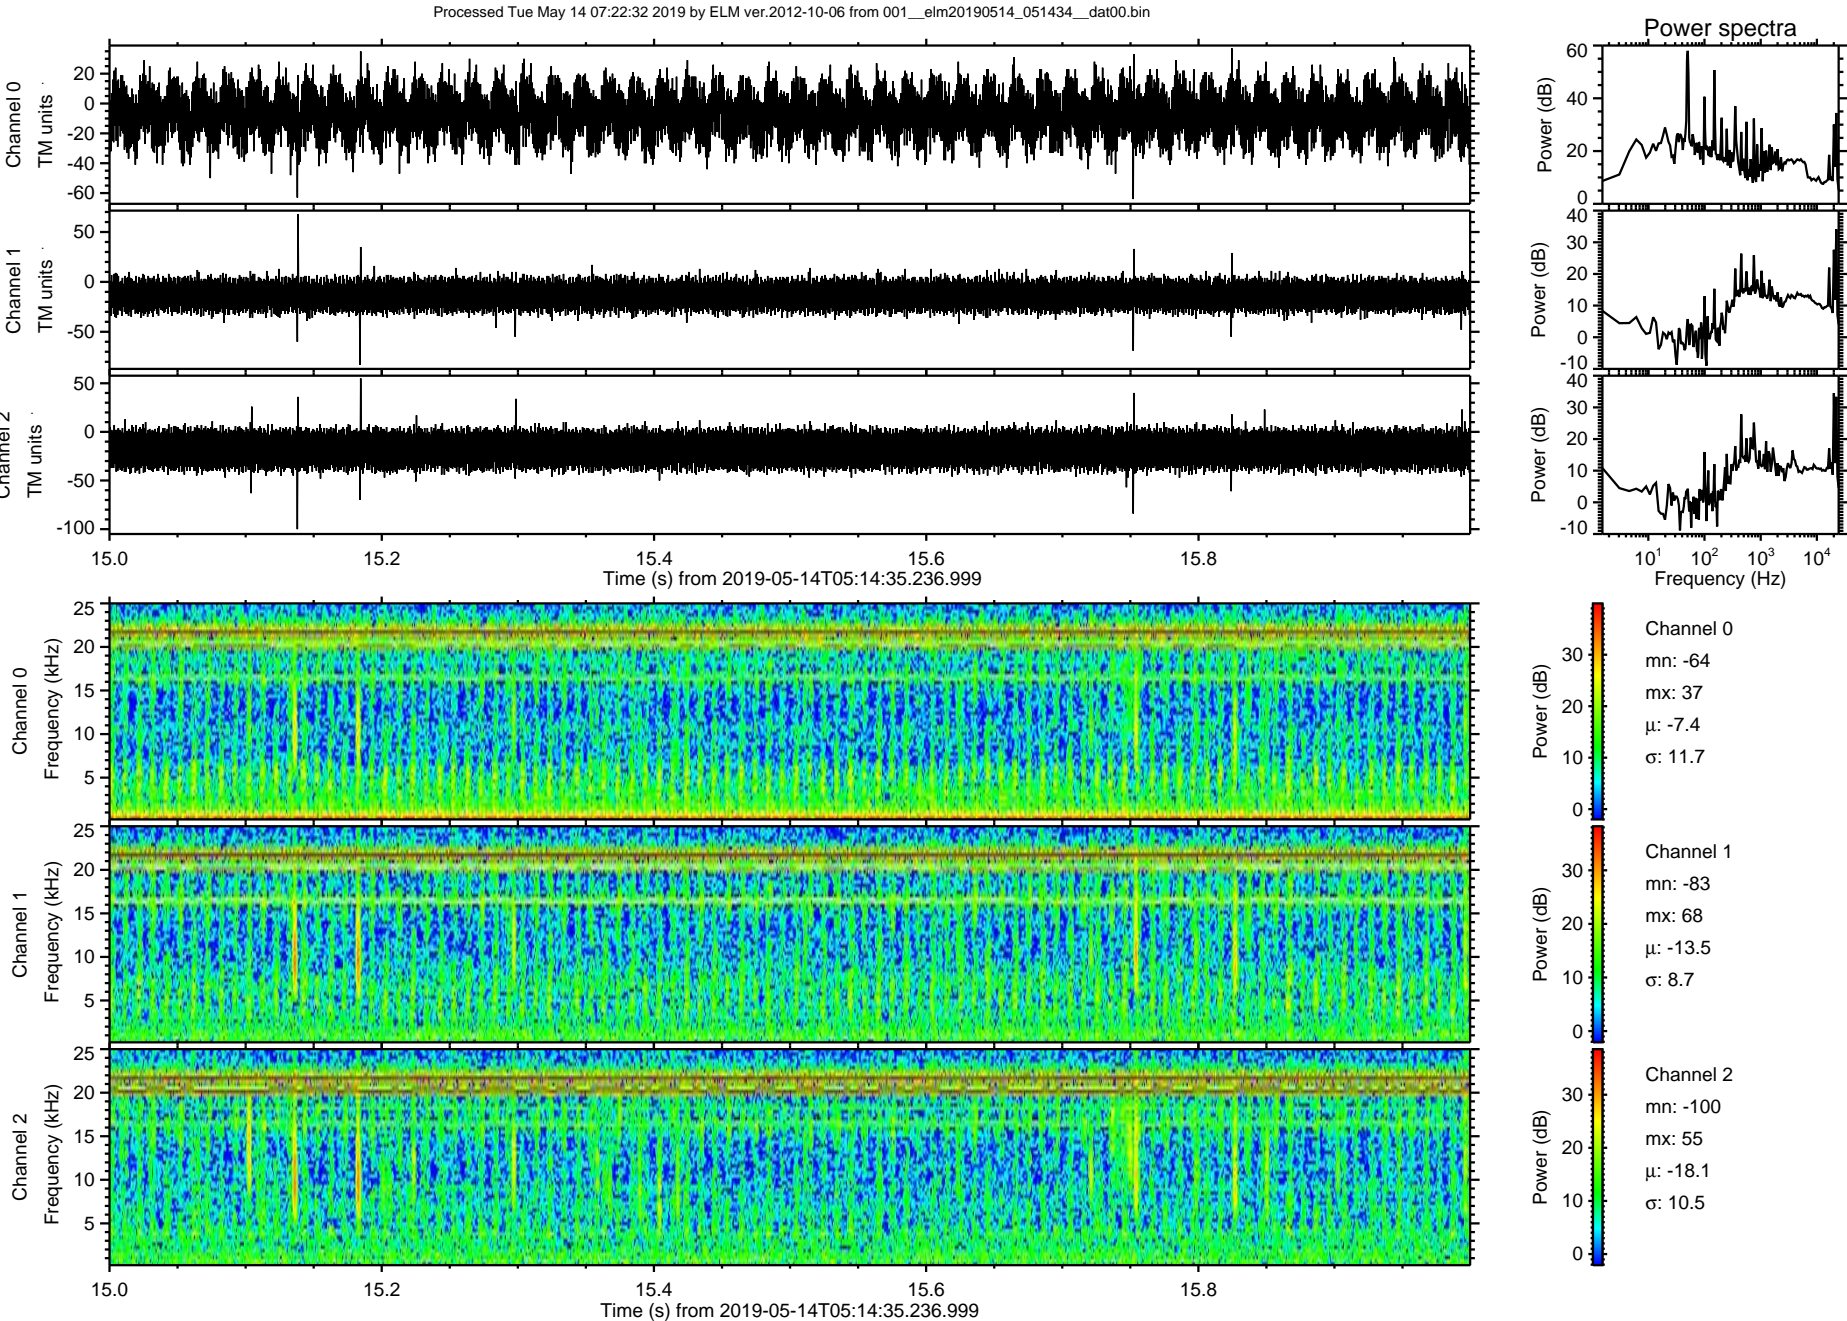 Processed Tue May 14 07:22:32 2019 by ELM ver.2012-10-06 from 001__elm20190514_051434__dat00.bin
Power spectra
Channel 0
TM units
20
0
-20
-40
-60
Power (dB)
60
40
20
0
Channel 1
TM units
50
0
-50
Power (dB)
40
30
20
10
0
-10
Channel 2
TM units
50
0
-50
-100
Power (dB)
40
30
20
10
0
-10
15.0 15.2 15.4 15.6 15.8
Time (s) from 2019-05-14T05:14:35.236.999
10^1 10^2 10^3 10^4
Frequency (Hz)
Channel 0
Frequency (kHz)
25
20
15
10
5
Power (dB)
30
20
10
0
Channel 0
mn: -64
mx: 37
μ: -7.4
σ: 11.7
Channel 1
Frequency (kHz)
25
20
15
10
5
Power (dB)
30
20
10
0
Channel 1
mn: -83
mx: 68
μ: -13.5
σ: 8.7
Channel 2
Frequency (kHz)
25
20
15
10
5
Power (dB)
30
20
10
0
Channel 2
mn: -100
mx: 55
μ: -18.1
σ: 10.5
15.0 15.2 15.4 15.6 15.8
Time (s) from 2019-05-14T05:14:35.236.999